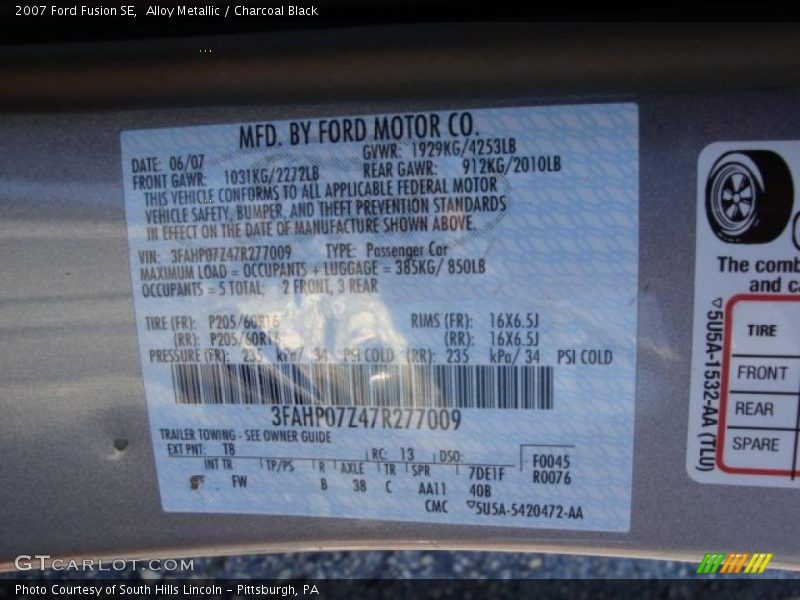 2007 Ford Fusion SE,  Alloy Metallic / Charcoal Black
MFD. BY FORD MOTOR CO.
DATE: 06/07 GVWR: 1929KG/4253LB
FRONT GAWR: 1031KG/2272LB REAR GAWR: 912KG/2010LB
THIS VEHICLE CONFORMS TO ALL APPLICABLE FEDERAL MOTOR
VEHICLE SAFETY, BUMPER, AND THEFT PREVENTION STANDARDS
IN EFFECT ON THE DATE OF MANUFACTURE SHOWN ABOVE.
VIN: 3FAHP07Z47R277009 TYPE: Passenger Car
MAXIMUM LOAD = OCCUPANTS + LUGGAGE = 385KG/ 850LB
OCCUPANTS = 5 TOTAL; 2 FRONT, 3 REAR
TIRE (FR): P205/60R16 RIMS (FR): 16X6.5J
(RR): P205/60R16 (RR): 16X6.5J
PRESSURE (FR): 235 kPa/ 34 PSI COLD (RR): 235 kPa/ 34 PSI COLD
3FAHP07Z47R277009
TRAILER TOWING - SEE OWNER GUIDE
EXT PNT: T8 RC: 13 DSO: F0045
INT TR TP/PS R AXLE TR SPR 7DE1F R0076
FW B 38 C AA11 40B
CMC ▽5U5A-5420472-AA
The comb
and ca
▽5U5A-1532-AA (TLU)
TIRE
FRONT
REAR
SPARE
GTCARLOT.COM
Photo Courtesy of South Hills Lincoln - Pittsburgh, PA